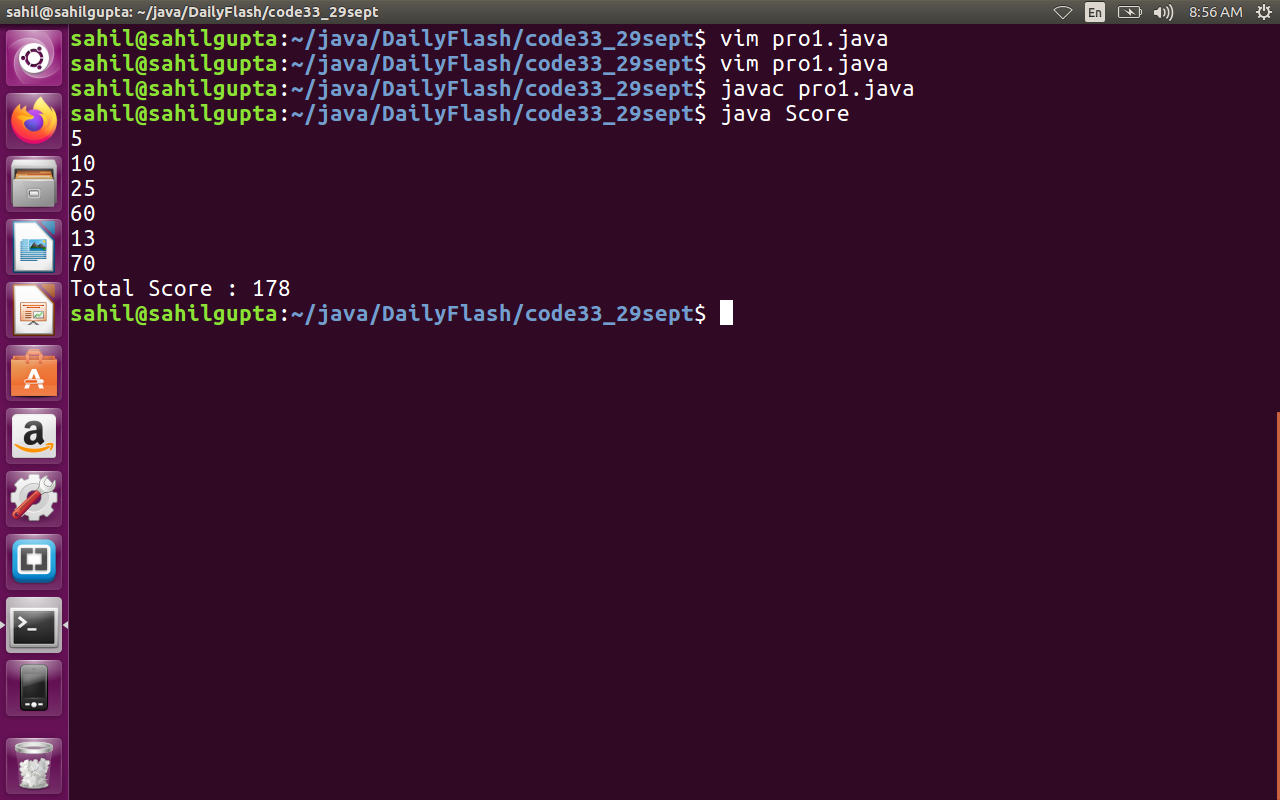 sahil@sahilgupta: ~/java/DailyFlash/code33_29sept En 8:56 AM
sahil@sahilgupta:~/java/DailyFlash/code33_29sept$ vim pro1.java
sahil@sahilgupta:~/java/DailyFlash/code33_29sept$ vim pro1.java
sahil@sahilgupta:~/java/DailyFlash/code33_29sept$ javac pro1.java
sahil@sahilgupta:~/java/DailyFlash/code33_29sept$ java Score
5
10
25
60
13
70
Total Score : 178
sahil@sahilgupta:~/java/DailyFlash/code33_29sept$